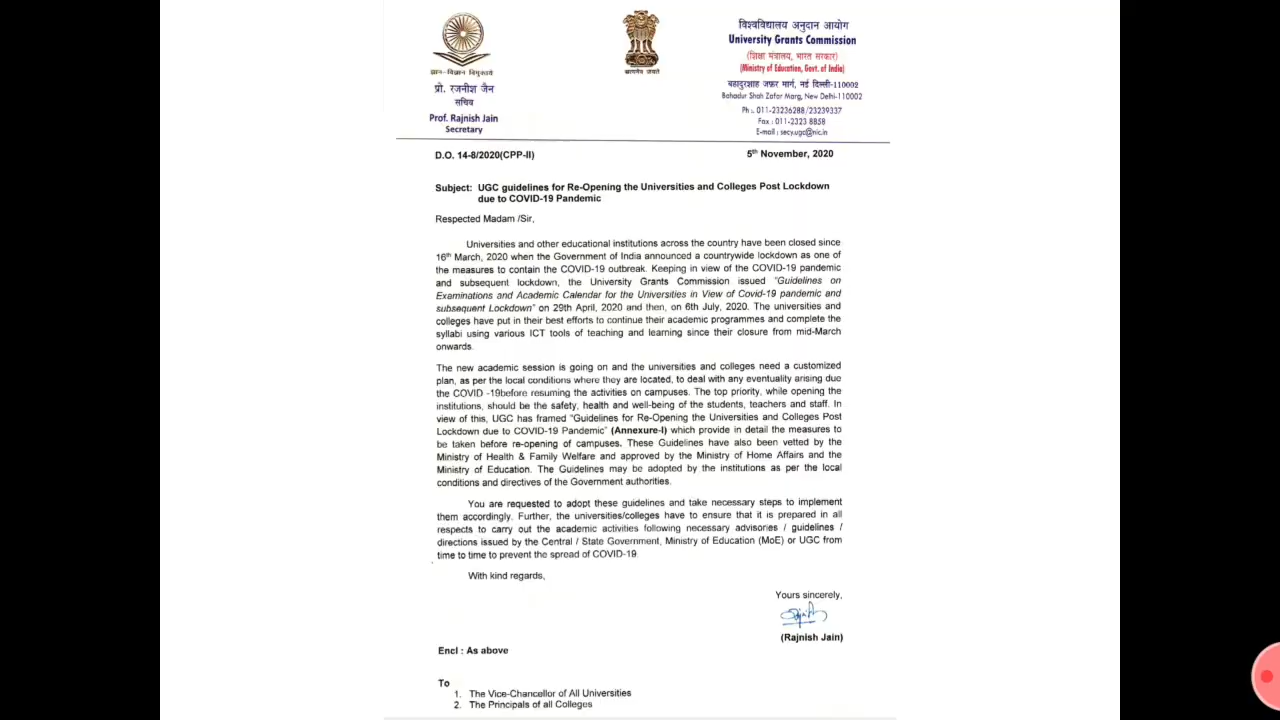 ज्ञान-विज्ञान विमुक्तये
प्रो. रजनीश जैन
सचिव
Prof. Rajnish Jain
Secretary
सत्यमेव जयते
विश्वविद्यालय अनुदान आयोग
University Grants Commission
(शिक्षा मंत्रालय, भारत सरकार)
(Ministry of Education, Govt. of India)
बहादुरशाह ज़फ़र मार्ग, नई दिल्ली-110002
Bahadur Shah Zafar Marg, New Delhi-110002
Ph :. 011-23236288/23239337
Fax : 011-2323 8858
E-mail : secy.ugc@nic.in
D.O. 14-8/2020(CPP-II)
5th November, 2020
Subject: UGC guidelines for Re-Opening the Universities and Colleges Post Lockdown
due to COVID-19 Pandemic
Respected Madam /Sir,
Universities and other educational institutions across the country have been closed since
16th March, 2020 when the Government of India announced a countrywide lockdown as one of
the measures to contain the COVID-19 outbreak. Keeping in view of the COVID-19 pandemic
and subsequent lockdown, the University Grants Commission issued "Guidelines on
Examinations and Academic Calendar for the Universities in View of Covid-19 pandemic and
subsequent Lockdown" on 29th April, 2020 and then, on 6th July, 2020. The universities and
colleges have put in their best efforts to continue their academic programmes and complete the
syllabi using various ICT tools of teaching and learning since their closure from mid-March
onwards.
The new academic session is going on and the universities and colleges need a customized
plan, as per the local conditions where they are located, to deal with any eventuality arising due
the COVID -19before resuming the activities on campuses. The top priority, while opening the
institutions, should be the safety, health and well-being of the students, teachers and staff. In
view of this, UGC has framed "Guidelines for Re-Opening the Universities and Colleges Post
Lockdown due to COVID-19 Pandemic" (Annexure-I) which provide in detail the measures to
be taken before re-opening of campuses. These Guidelines have also been vetted by the
Ministry of Health & Family Welfare and approved by the Ministry of Home Affairs and the
Ministry of Education. The Guidelines may be adopted by the institutions as per the local
conditions and directives of the Government authorities.
You are requested to adopt these guidelines and take necessary steps to implement
them accordingly. Further, the universities/colleges have to ensure that it is prepared in all
respects to carry out the academic activities following necessary advisories / guidelines /
directions issued by the Central / State Government, Ministry of Education (MoE) or UGC from
time to time to prevent the spread of COVID-19.
With kind regards,
Yours sincerely,
(Rajnish Jain)
Encl : As above
To
1. The Vice-Chancellor of All Universities
2. The Principals of all Colleges